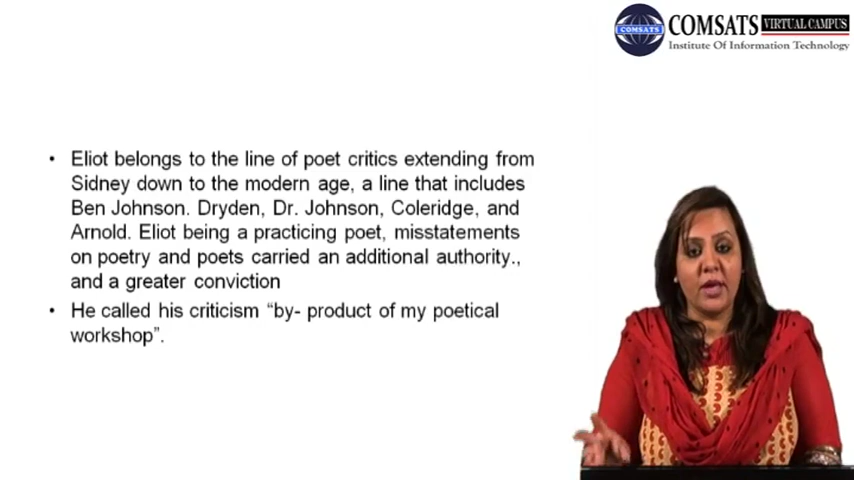 COMSATS VIRTUAL CAMPUS
COMSATS
Institute Of Information Technology
• Eliot belongs to the line of poet critics extending from
Sidney down to the modern age, a line that includes
Ben Johnson. Dryden, Dr. Johnson, Coleridge, and
Arnold. Eliot being a practicing poet, misstatements
on poetry and poets carried an additional authority.,
and a greater conviction
• He called his criticism “by- product of my poetical
workshop”.